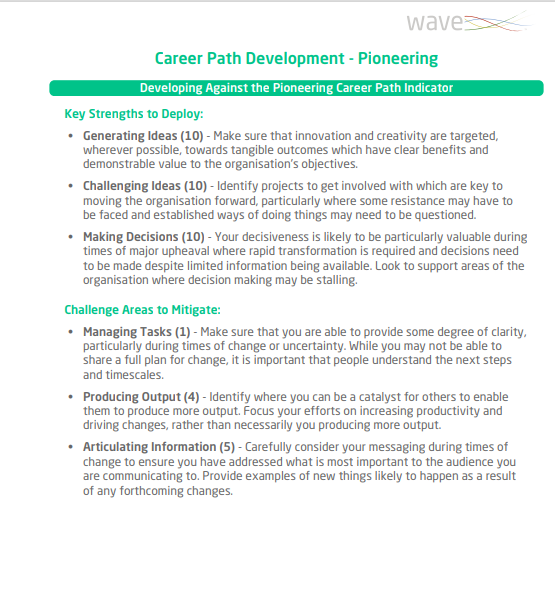 wave
Career Path Development - Pioneering
Developing Against the Pioneering Career Path Indicator
Key Strengths to Deploy:
• Generating Ideas (10) - Make sure that innovation and creativity are targeted,
wherever possible, towards tangible outcomes which have clear benefits and
demonstrable value to the organisation's objectives.
• Challenging Ideas (10) - Identify projects to get involved with which are key to
moving the organisation forward, particularly where some resistance may have to
be faced and established ways of doing things may need to be questioned.
• Making Decisions (10) - Your decisiveness is likely to be particularly valuable during
times of major upheaval where rapid transformation is required and decisions need
to be made despite limited information being available. Look to support areas of the
organisation where decision making may be stalling.
Challenge Areas to Mitigate:
• Managing Tasks (1) - Make sure that you are able to provide some degree of clarity,
particularly during times of change or uncertainty. While you may not be able to
share a full plan for change, it is important that people understand the next steps
and timescales.
• Producing Output (4) - Identify where you can be a catalyst for others to enable
them to produce more output. Focus your efforts on increasing productivity and
driving changes, rather than necessarily you producing more output.
• Articulating Information (5) - Carefully consider your messaging during times of
change to ensure you have addressed what is most important to the audience you
are communicating to. Provide examples of new things likely to happen as a result
of any forthcoming changes.